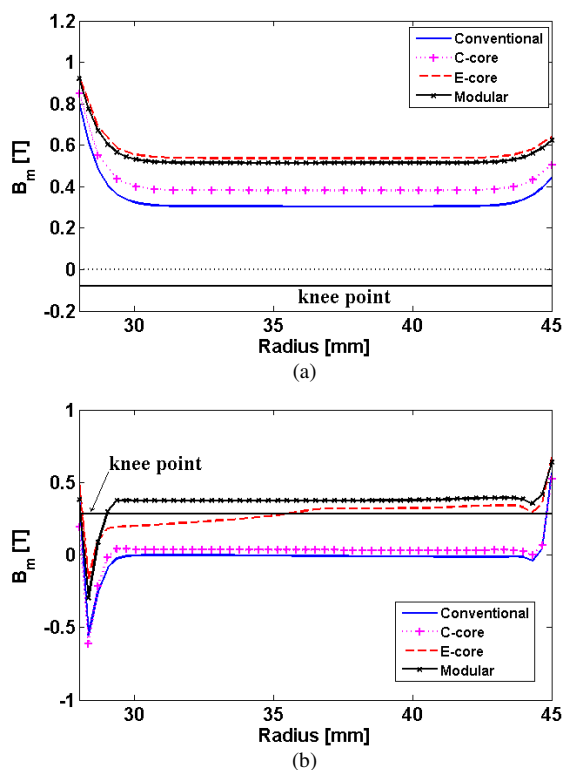 1.2
1
0.8
0.6
0.4
0.2
0
-0.2
B_m [T]
Conventional
C-core
E-core
Modular
knee point
30 35 40 45
Radius [mm]
(a)
1
0.5
0
-0.5
-1
B_m [T]
knee point
Conventional
C-core
E-core
Modular
30 35 40 45
Radius [mm]
(b)